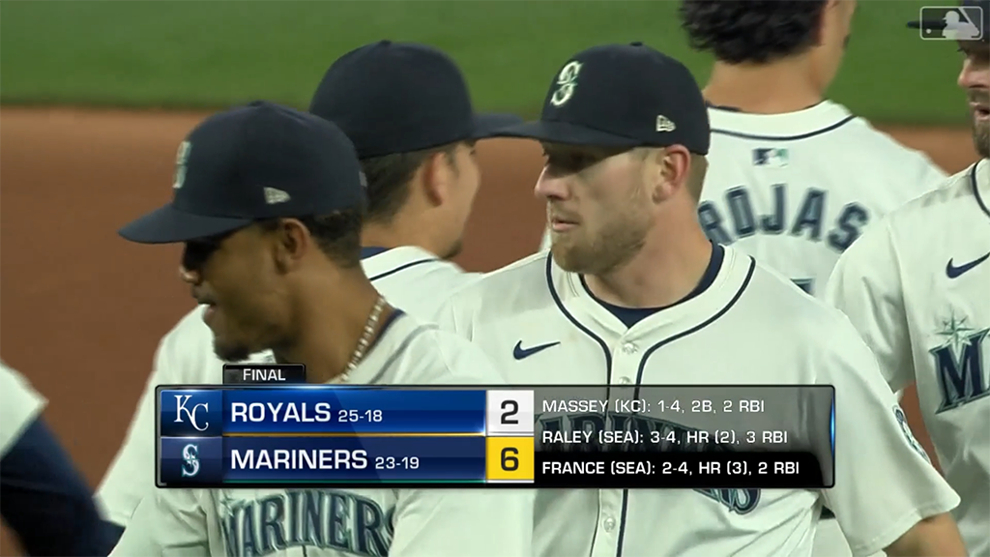 ROJAS
FINAL
KC ROYALS 25-18 2
S MARINERS 23-19 6
MASSEY (KC): 1-4, 2B, 2 RBI
RALEY (SEA): 3-4, HR (2), 3 RBI
FRANCE (SEA): 2-4, HR (3), 2 RBI
MARINERS